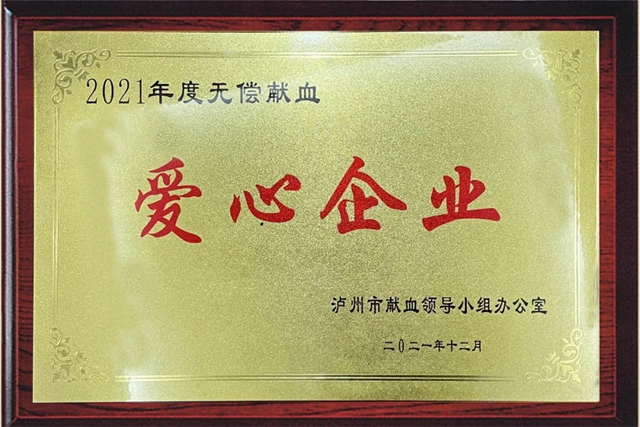 2021年度无偿献血
爱心企业
泸州市献血领导小组办公室
二〇二一年十二月